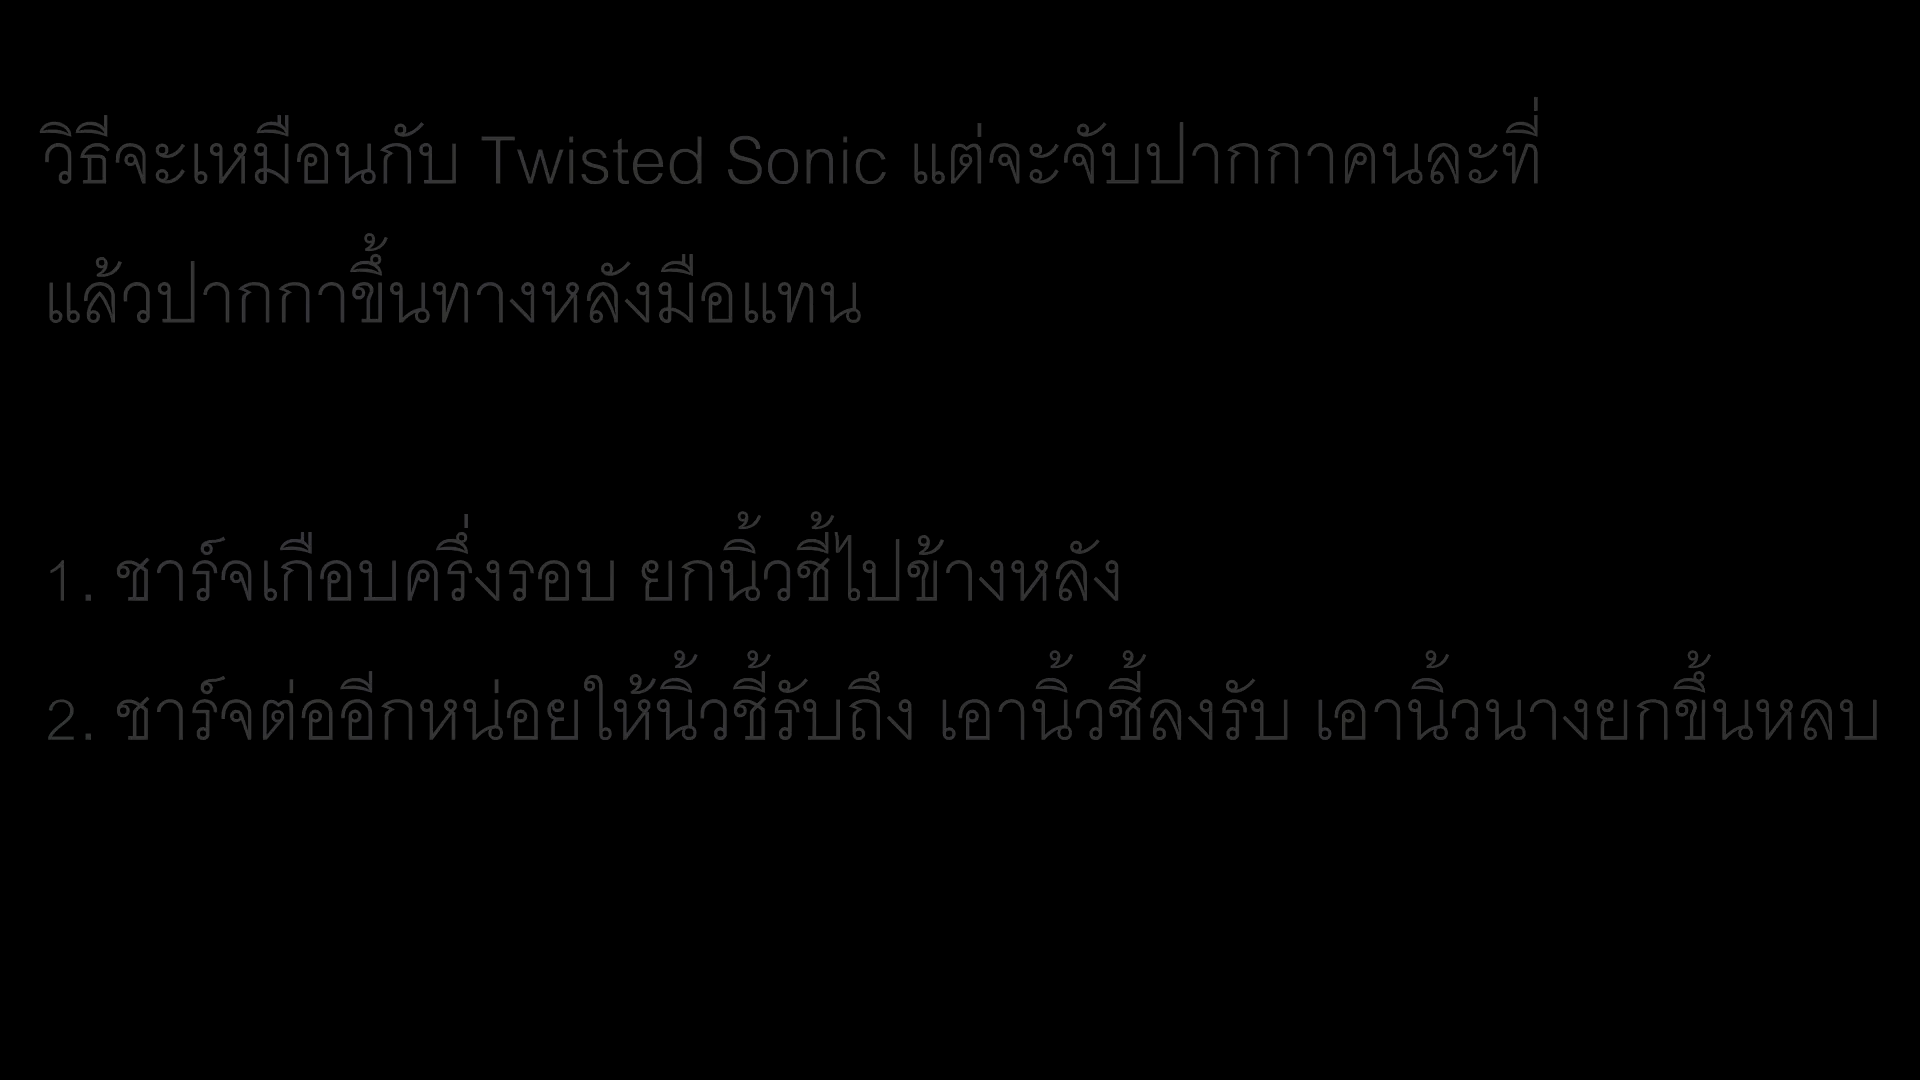 วิธีจะเหมือนกับ Twisted Sonic แต่จะจับปากกาคนละที่
แล้วปากกาขึ้นทางหลังมือแทน
1. ชาร์จเกือบครึ่งรอบ ยกนิ้วชี้ไปข้างหลัง
2. ชาร์จต่ออีกหน่อยให้นิ้วชี้รับถึง เอานิ้วชี้ลงรับ เอานิ้วนางยกขึ้นหลบ